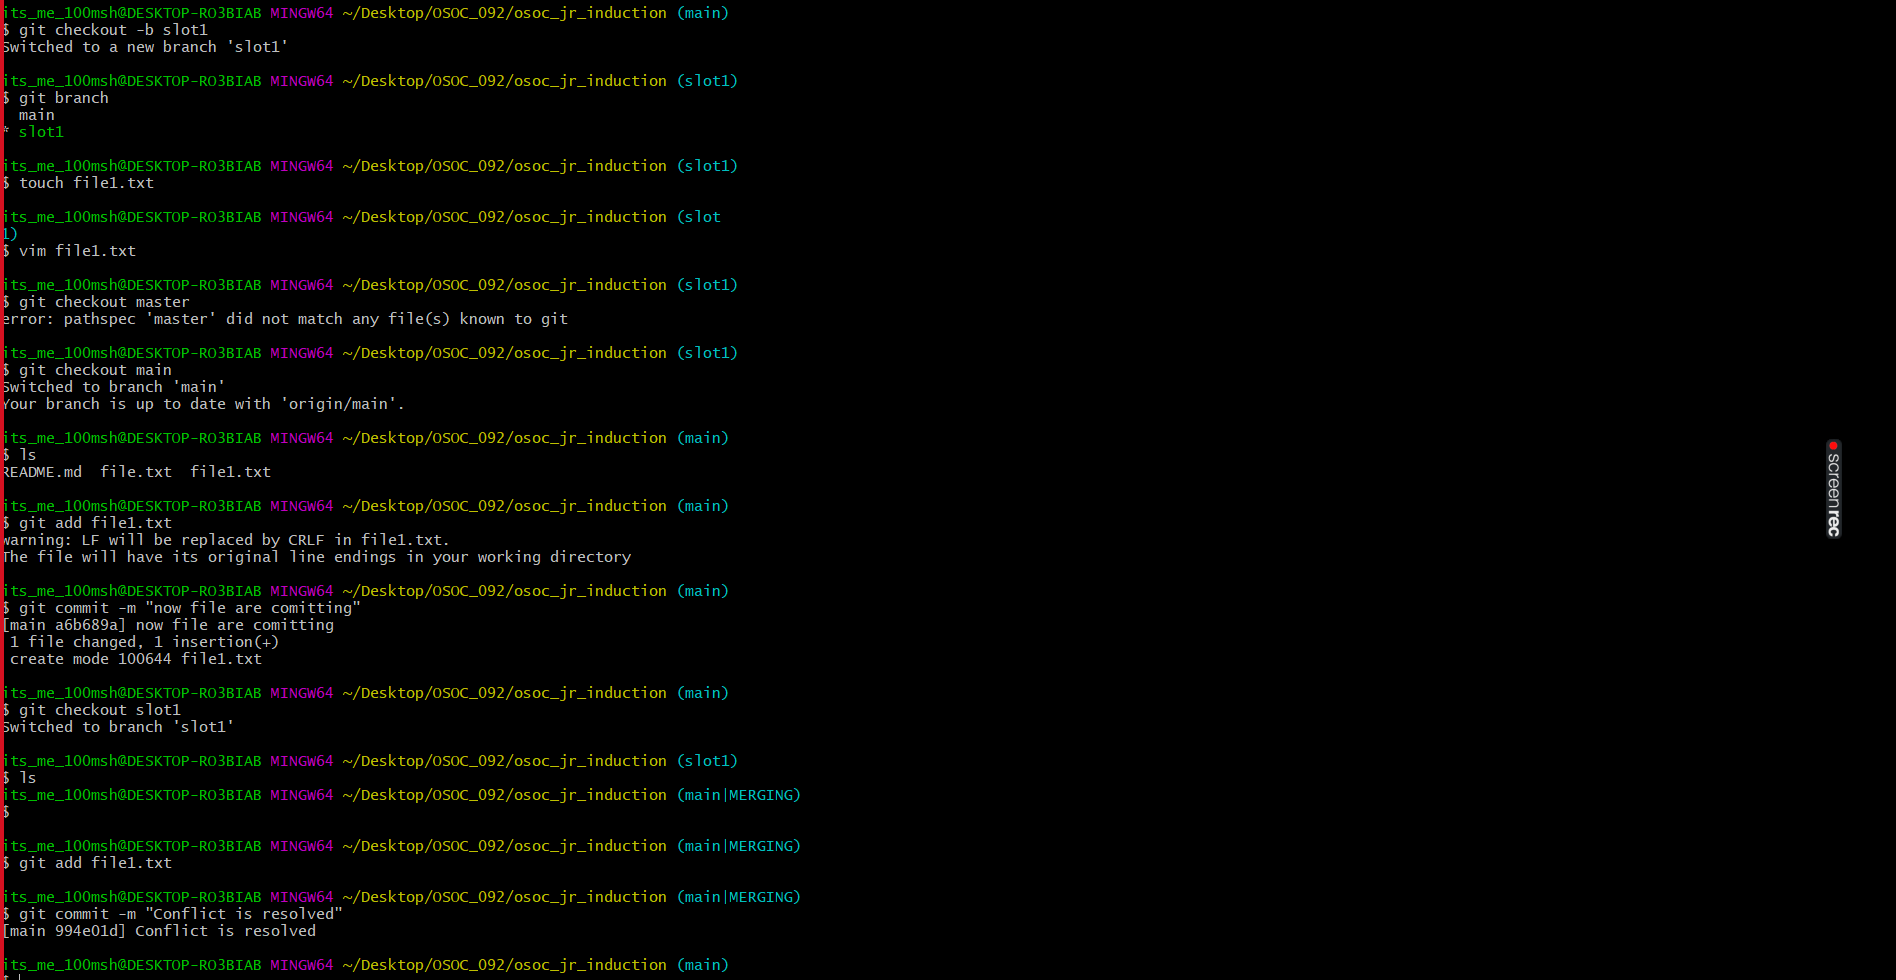 its_me_100msh@DESKTOP-RO3BIAB MINGW64 ~/Desktop/OSOC_092/osoc_jr_induction (main)
$ git checkout -b slot1
Switched to a new branch 'slot1'
its_me_100msh@DESKTOP-RO3BIAB MINGW64 ~/Desktop/OSOC_092/osoc_jr_induction (slot1)
$ git branch
  main
* slot1
its_me_100msh@DESKTOP-RO3BIAB MINGW64 ~/Desktop/OSOC_092/osoc_jr_induction (slot1)
$ touch file1.txt
its_me_100msh@DESKTOP-RO3BIAB MINGW64 ~/Desktop/OSOC_092/osoc_jr_induction (slot
1)
$ vim file1.txt
its_me_100msh@DESKTOP-RO3BIAB MINGW64 ~/Desktop/OSOC_092/osoc_jr_induction (slot1)
$ git checkout master
error: pathspec 'master' did not match any file(s) known to git
its_me_100msh@DESKTOP-RO3BIAB MINGW64 ~/Desktop/OSOC_092/osoc_jr_induction (slot1)
$ git checkout main
Switched to branch 'main'
Your branch is up to date with 'origin/main'.
its_me_100msh@DESKTOP-RO3BIAB MINGW64 ~/Desktop/OSOC_092/osoc_jr_induction (main)
$ ls
README.md  file.txt  file1.txt
its_me_100msh@DESKTOP-RO3BIAB MINGW64 ~/Desktop/OSOC_092/osoc_jr_induction (main)
$ git add file1.txt
warning: LF will be replaced by CRLF in file1.txt.
The file will have its original line endings in your working directory
its_me_100msh@DESKTOP-RO3BIAB MINGW64 ~/Desktop/OSOC_092/osoc_jr_induction (main)
$ git commit -m "now file are comitting"
[main a6b689a] now file are comitting
 1 file changed, 1 insertion(+)
 create mode 100644 file1.txt
its_me_100msh@DESKTOP-RO3BIAB MINGW64 ~/Desktop/OSOC_092/osoc_jr_induction (main)
$ git checkout slot1
Switched to branch 'slot1'
its_me_100msh@DESKTOP-RO3BIAB MINGW64 ~/Desktop/OSOC_092/osoc_jr_induction (slot1)
$ ls
its_me_100msh@DESKTOP-RO3BIAB MINGW64 ~/Desktop/OSOC_092/osoc_jr_induction (main|MERGING)
$
its_me_100msh@DESKTOP-RO3BIAB MINGW64 ~/Desktop/OSOC_092/osoc_jr_induction (main|MERGING)
$ git add file1.txt
its_me_100msh@DESKTOP-RO3BIAB MINGW64 ~/Desktop/OSOC_092/osoc_jr_induction (main|MERGING)
$ git commit -m "Conflict is resolved"
[main 994e01d] Conflict is resolved
its_me_100msh@DESKTOP-RO3BIAB MINGW64 ~/Desktop/OSOC_092/osoc_jr_induction (main)
$
screenrec